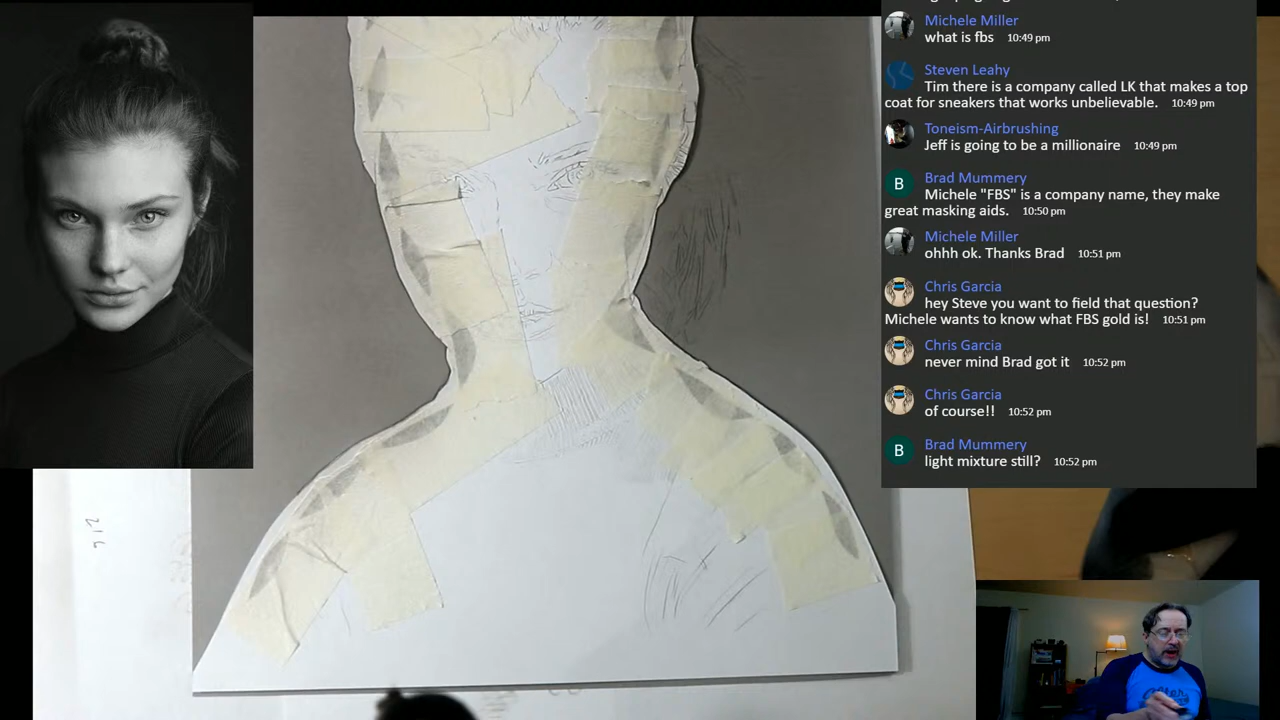 Michele Miller
what is fbs 10:49 pm
Steven Leahy
Tim there is a company called LK that makes a top
coat for sneakers that works unbelievable. 10:49 pm
Toneism-Airbrushing
Jeff is going to be a millionaire 10:49 pm
B
Brad Mummery
Michele "FBS" is a company name, they make
great masking aids. 10:50 pm
Michele Miller
ohhh ok. Thanks Brad 10:51 pm
Chris Garcia
hey Steve you want to field that question?
Michele wants to know what FBS gold is! 10:51 pm
Chris Garcia
never mind Brad got it 10:52 pm
Chris Garcia
of course!! 10:52 pm
B
Brad Mummery
light mixture still? 10:52 pm